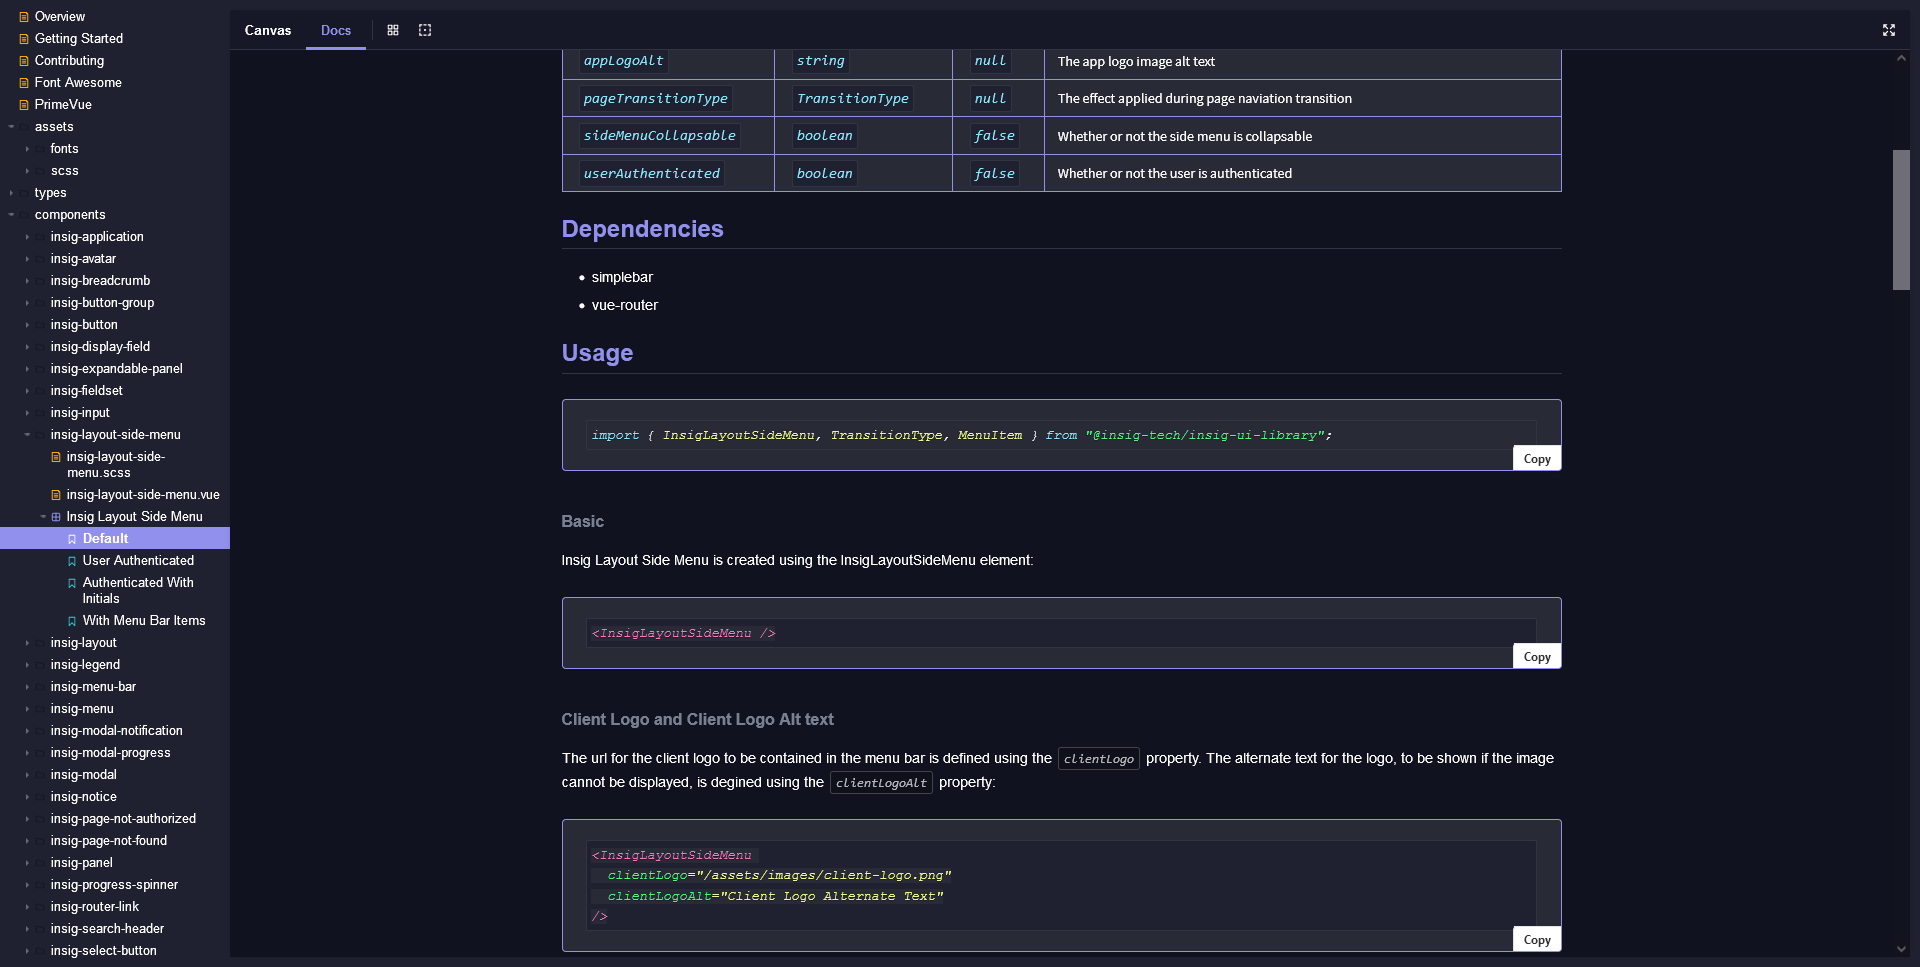 Overview
Getting Started
Contributing
Font Awesome
PrimeVue
assets
fonts
scss
types
components
insig-application
insig-avatar
insig-breadcrumb
insig-button-group
insig-button
insig-display-field
insig-expandable-panel
insig-fieldset
insig-input
insig-layout-side-menu
insig-layout-side-
menu.scss
insig-layout-side-menu.vue
Insig Layout Side Menu
Default
User Authenticated
Authenticated With
Initials
With Menu Bar Items
insig-layout
insig-legend
insig-menu-bar
insig-menu
insig-modal-notification
insig-modal-progress
insig-modal
insig-notice
insig-page-not-authorized
insig-page-not-found
insig-panel
insig-progress-spinner
insig-router-link
insig-search-header
insig-select-button
Canvas Docs
appLogoAlt string null The app logo image alt text
pageTransitionType TransitionType null The effect applied during page naviation transition
sideMenuCollapsable boolean false Whether or not the side menu is collapsable
userAuthenticated boolean false Whether or not the user is authenticated
Dependencies
• simplebar
• vue-router
Usage
import { InsigLayoutSideMenu, TransitionType, MenuItem } from "@insig-tech/insig-ui-library";
Copy
Basic
Insig Layout Side Menu is created using the InsigLayoutSideMenu element:
<InsigLayoutSideMenu />
Copy
Client Logo and Client Logo Alt text
The url for the client logo to be contained in the menu bar is defined using the clientLogo property. The alternate text for the logo, to be shown if the image
cannot be displayed, is degined using the clientLogoAlt property:
<InsigLayoutSideMenu
clientLogo="/assets/images/client-logo.png"
clientLogoAlt="Client Logo Alternate Text"
/>
Copy